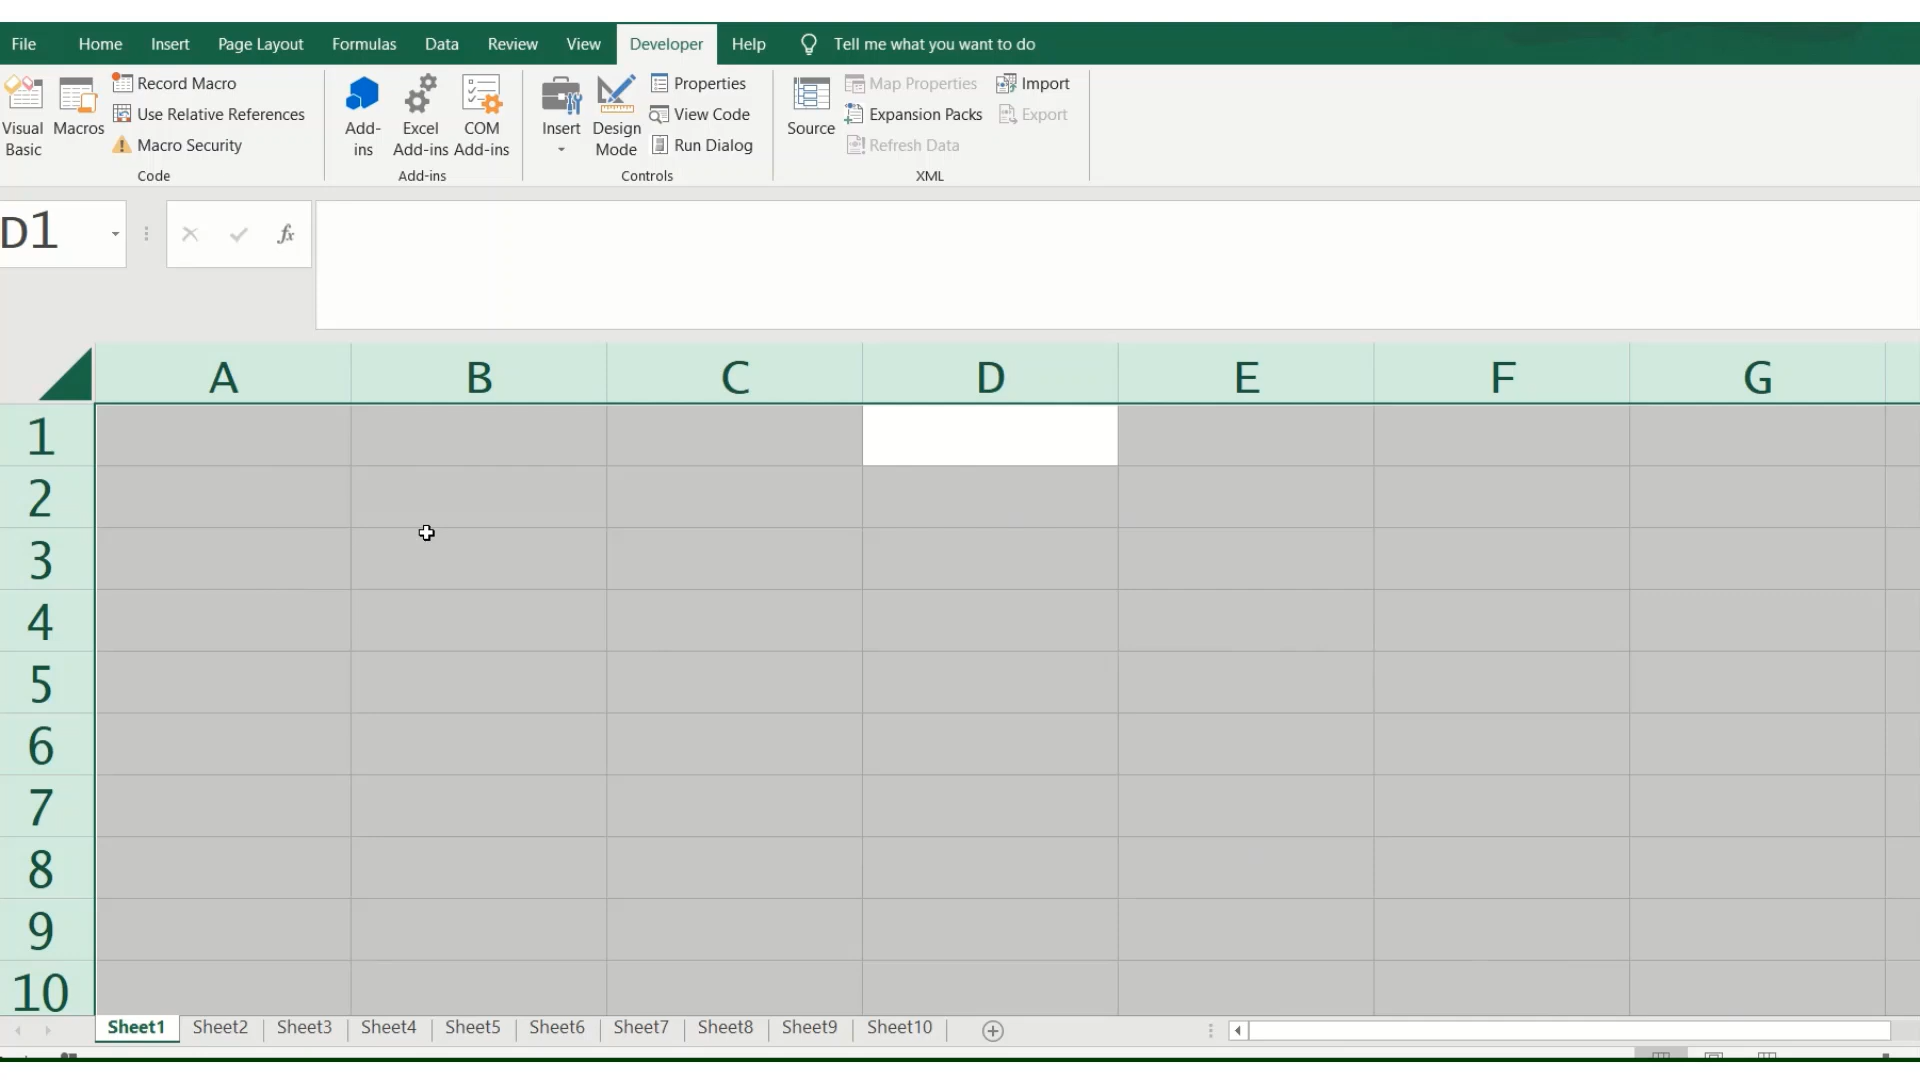 File Home Insert Page Layout Formulas Data Review View Developer Help Tell me what you want to do
Visual Basic
Macros
Record Macro
Use Relative References
Macro Security
Code
Add-ins
Excel Add-ins
COM Add-ins
Add-ins
Insert
Design Mode
Properties
View Code
Run Dialog
Controls
Source
Map Properties
Expansion Packs
Refresh Data
Import
Export
XML
D1
fx
A B C D E F G
1
2
3
4
5
6
7
8
9
10
Sheet1 Sheet2 Sheet3 Sheet4 Sheet5 Sheet6 Sheet7 Sheet8 Sheet9 Sheet10